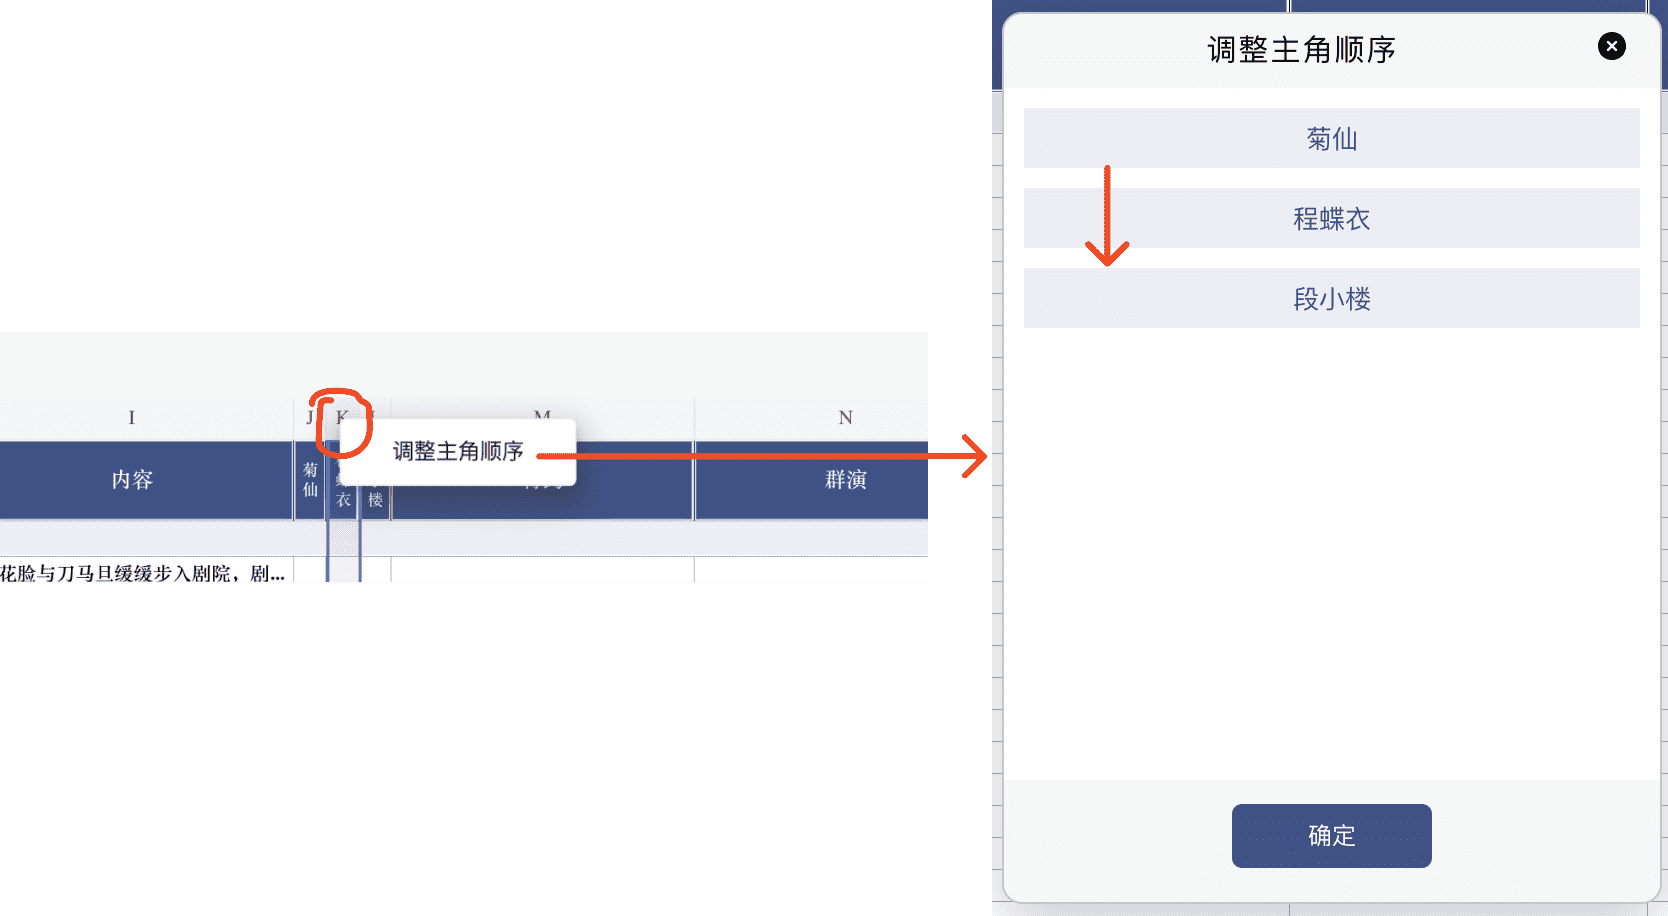 调整主角顺序
菊仙
程蝶衣
段小楼
确定
I
J
K
M
N
调整主角顺序
内容
菊仙
衣
楼
群演
花脸与刀马旦缓缓步入剧院，剧...